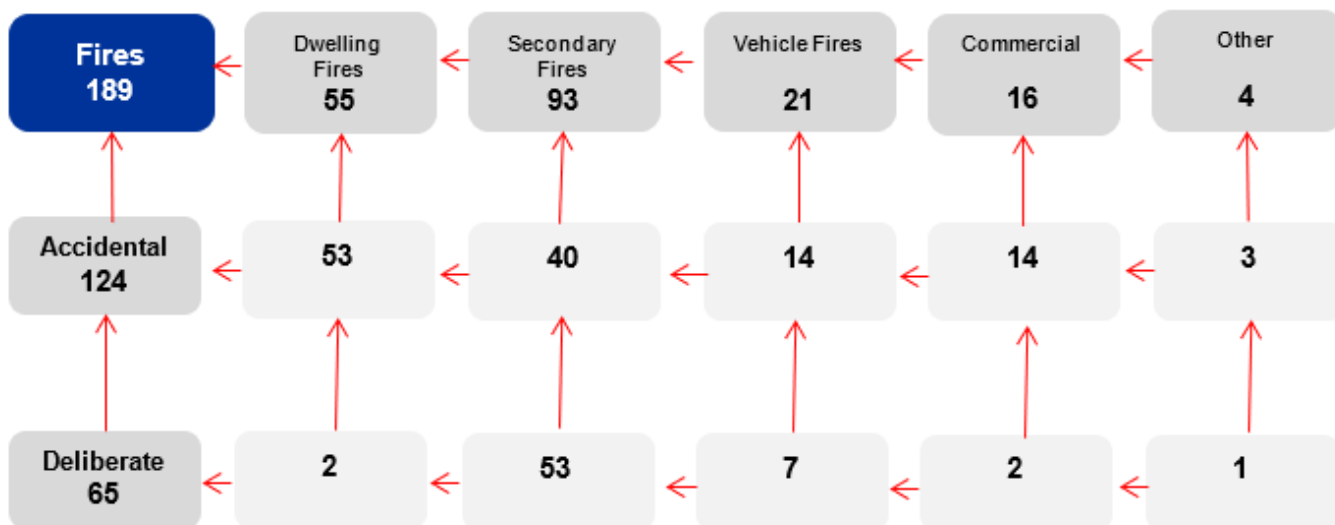 Fires
189
Dwelling
Fires
55
Secondary
Fires
93
Vehicle Fires
21
Commercial
16
Other
4
Accidental
124
53
40
14
14
3
Deliberate
65
2
53
7
2
1